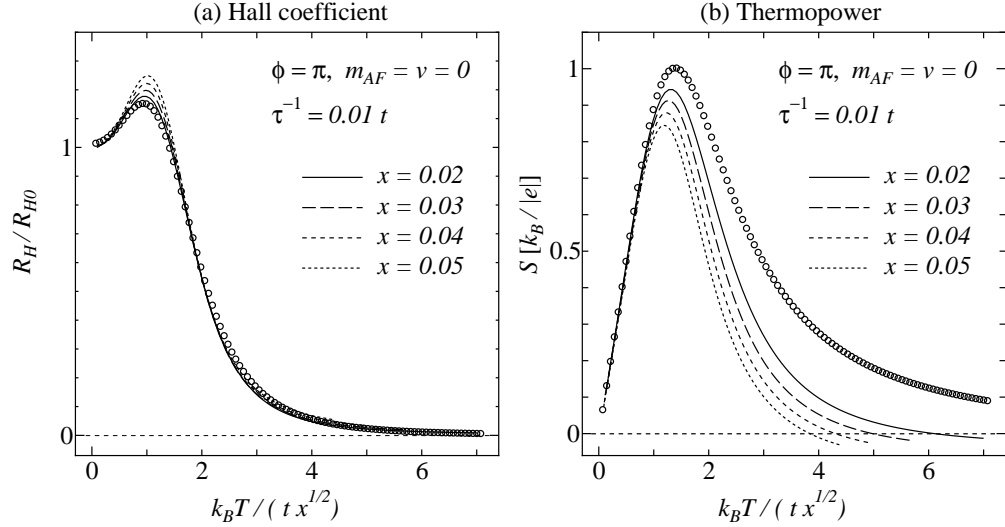 (a) Hall coefficient
ϕ = π, m_AF = v = 0
τ⁻¹ = 0.01 t
x = 0.02
x = 0.03
x = 0.04
x = 0.05
1
0
R_H / R_H0
0 2 4 6
k_B T / ( t x^1/2 )
(b) Thermopower
ϕ = π, m_AF = v = 0
τ⁻¹ = 0.01 t
x = 0.02
x = 0.03
x = 0.04
x = 0.05
1
0.5
0
S [k_B / |e|]
0 2 4 6
k_B T / ( t x^1/2 )